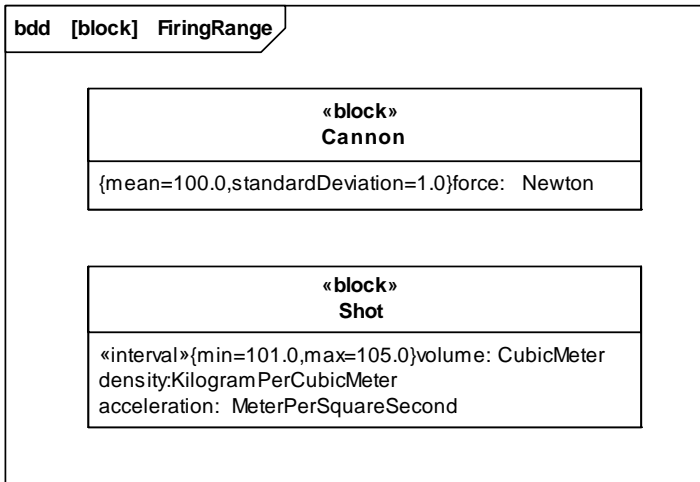 bdd [block] FiringRange
«block»
Cannon
{mean=100.0,standardDeviation=1.0}force: Newton
«block»
Shot
«interval»{min=101.0,max=105.0}volume: CubicMeter
density:KilogramPerCubicMeter
acceleration: MeterPerSquareSecond